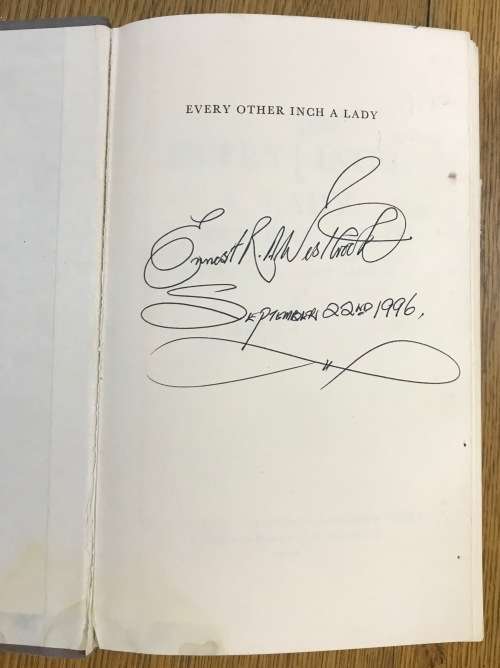 EVERY OTHER INCH A LADY
Ernest R. A. Westbrook
SEPTEMBER 22ND 1996,